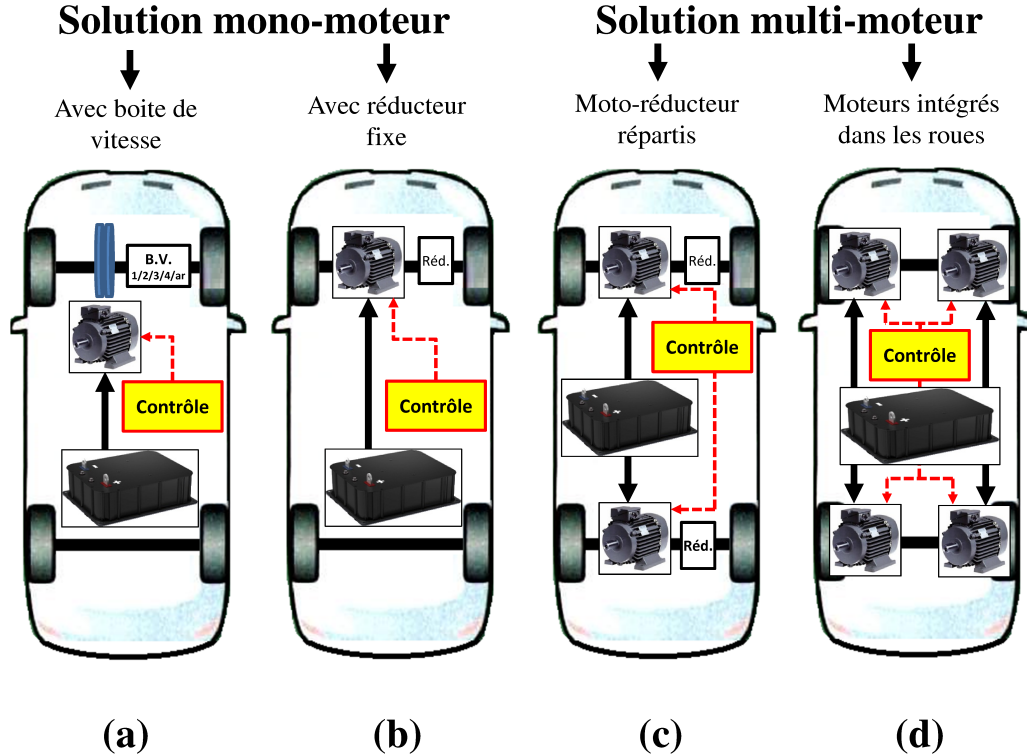 Solution mono-moteur
Solution multi-moteur
Avec boite de
vitesse
Avec réducteur
fixe
Moto-réducteur
répartis
Moteurs intégrés
dans les roues
B.V.
1/2/3/4/ar
Contrôle
Réd.
Contrôle
Réd.
Contrôle
Réd.
Contrôle
(a)
(b)
(c)
(d)